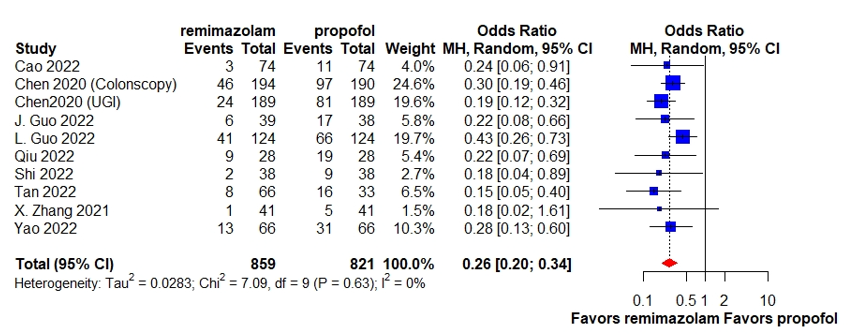 remimazolam propofol Odds Ratio Odds Ratio
Study Events Total Events Total Weight MH, Random, 95% CI MH, Random, 95% CI
Cao 2022 3 74 11 74 4.0% 0.24 [0.06; 0.91]
Chen 2020 (Colonscopy) 46 194 97 190 24.6% 0.30 [0.19; 0.46]
Chen2020 (UGI) 24 189 81 189 19.6% 0.19 [0.12; 0.32]
J. Guo 2022 6 39 17 38 5.8% 0.22 [0.08; 0.66]
L. Guo 2022 41 124 66 124 19.7% 0.43 [0.26; 0.73]
Qiu 2022 9 28 19 28 5.4% 0.22 [0.07; 0.69]
Shi 2022 2 38 9 38 2.7% 0.18 [0.04; 0.89]
Tan 2022 8 66 16 33 6.5% 0.15 [0.05; 0.40]
X. Zhang 2021 1 41 5 41 1.5% 0.18 [0.02; 1.61]
Yao 2022 13 66 31 66 10.3% 0.28 [0.13; 0.60]
Total (95% CI) 859 821 100.0% 0.26 [0.20; 0.34]
Heterogeneity: Tau² = 0.0283; Chi² = 7.09, df = 9 (P = 0.63); I² = 0%
0.1 0.5 1 2 10
Favors remimazolam Favors propofol